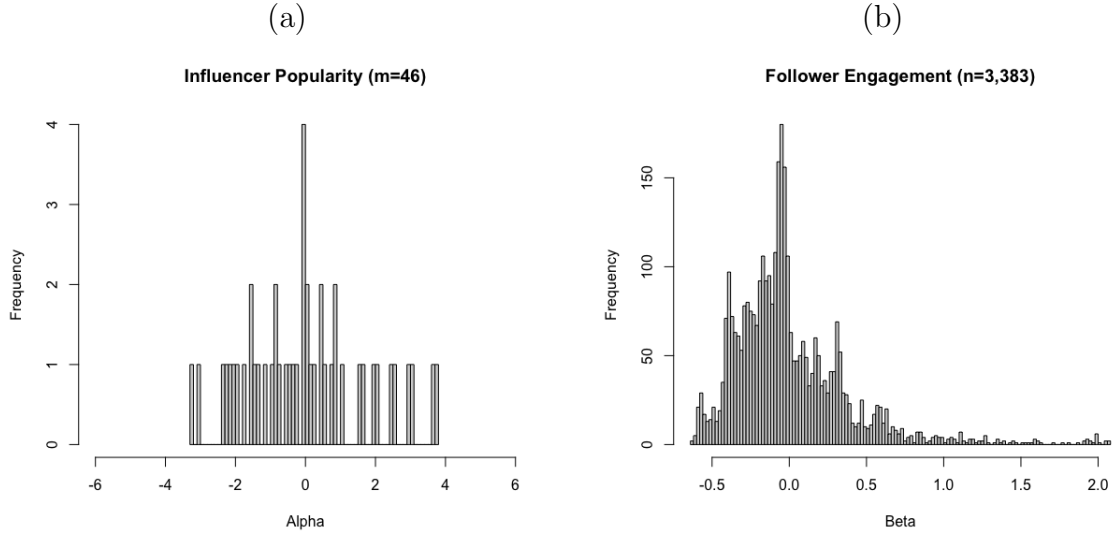 (a)
Influencer Popularity (m=46)
Frequency
4
3
2
1
0
-6 -4 -2 0 2 4 6
Alpha
(b)
Follower Engagement (n=3,383)
Frequency
150
100
50
0
-0.5 0.0 0.5 1.0 1.5 2.0
Beta